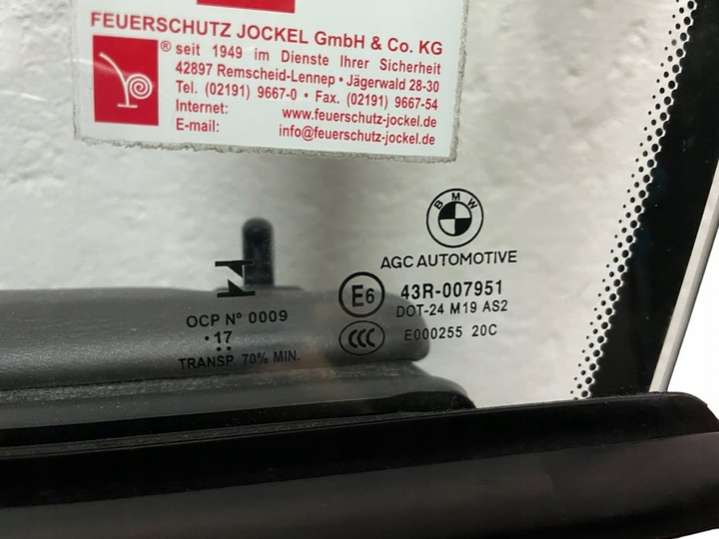 FEUERSCHUTZ JOCKEL GmbH & Co. KG
® seit 1949 im Dienste Ihrer Sicherheit
42897 Remscheid-Lennep • Jägerwald 28-30
Tel. (02191) 9667-0 • Fax. (02191) 9667-54
Internet: www.feuerschutz-jockel.de
E-mail: info@feuerschutz-jockel.de
BMW
AGC AUTOMOTIVE
E6 43R-007951
DOT-24 M19 AS2
CCC E000255 20C
N
OCP N° 0009
•17
••
TRANSP. 70% MIN.